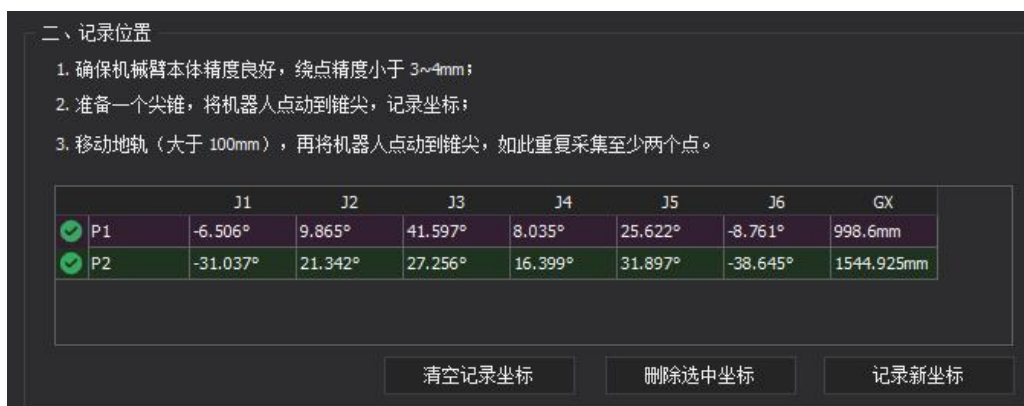 二、记录位置
1. 确保机械臂本体精度良好，绕点精度小于 3~4mm；
2. 准备一个尖锥，将机器人点动到锥尖，记录坐标；
3. 移动地轨（大于 100mm），再将机器人点动到锥尖，如此重复采集至少两个点。
J1 J2 J3 J4 J5 J6 GX
P1 -6.506° 9.865° 41.597° 8.035° 25.622° -8.761° 998.6mm
P2 -31.037° 21.342° 27.256° 16.399° 31.897° -38.645° 1544.925mm
清空记录坐标 删除选中坐标 记录新坐标